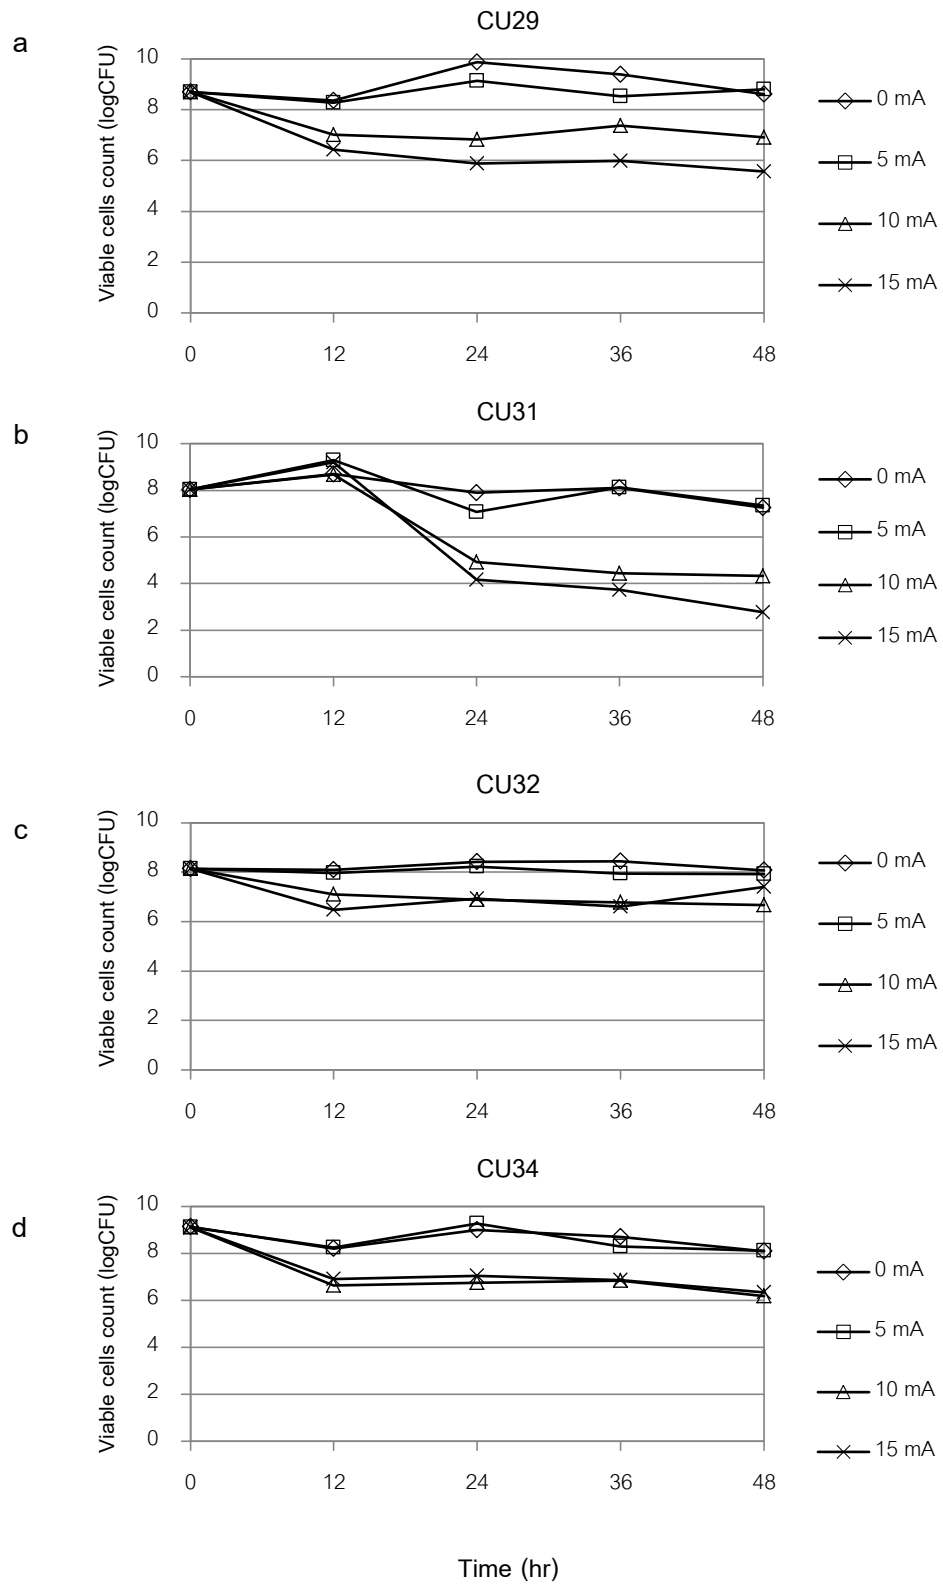 CU29
a
Viable cells count (logCFU)
10
8
6
4
2
0
0 12 24 36 48
0 mA
5 mA
10 mA
15 mA
CU31
b
Viable cells count (logCFU)
10
8
6
4
2
0
0 12 24 36 48
0 mA
5 mA
10 mA
15 mA
CU32
c
Viable cells count (logCFU)
10
8
6
4
2
0
0 12 24 36 48
0 mA
5 mA
10 mA
15 mA
CU34
d
Viable cells count (logCFU)
10
8
6
4
2
0
0 12 24 36 48
0 mA
5 mA
10 mA
15 mA
Time (hr)